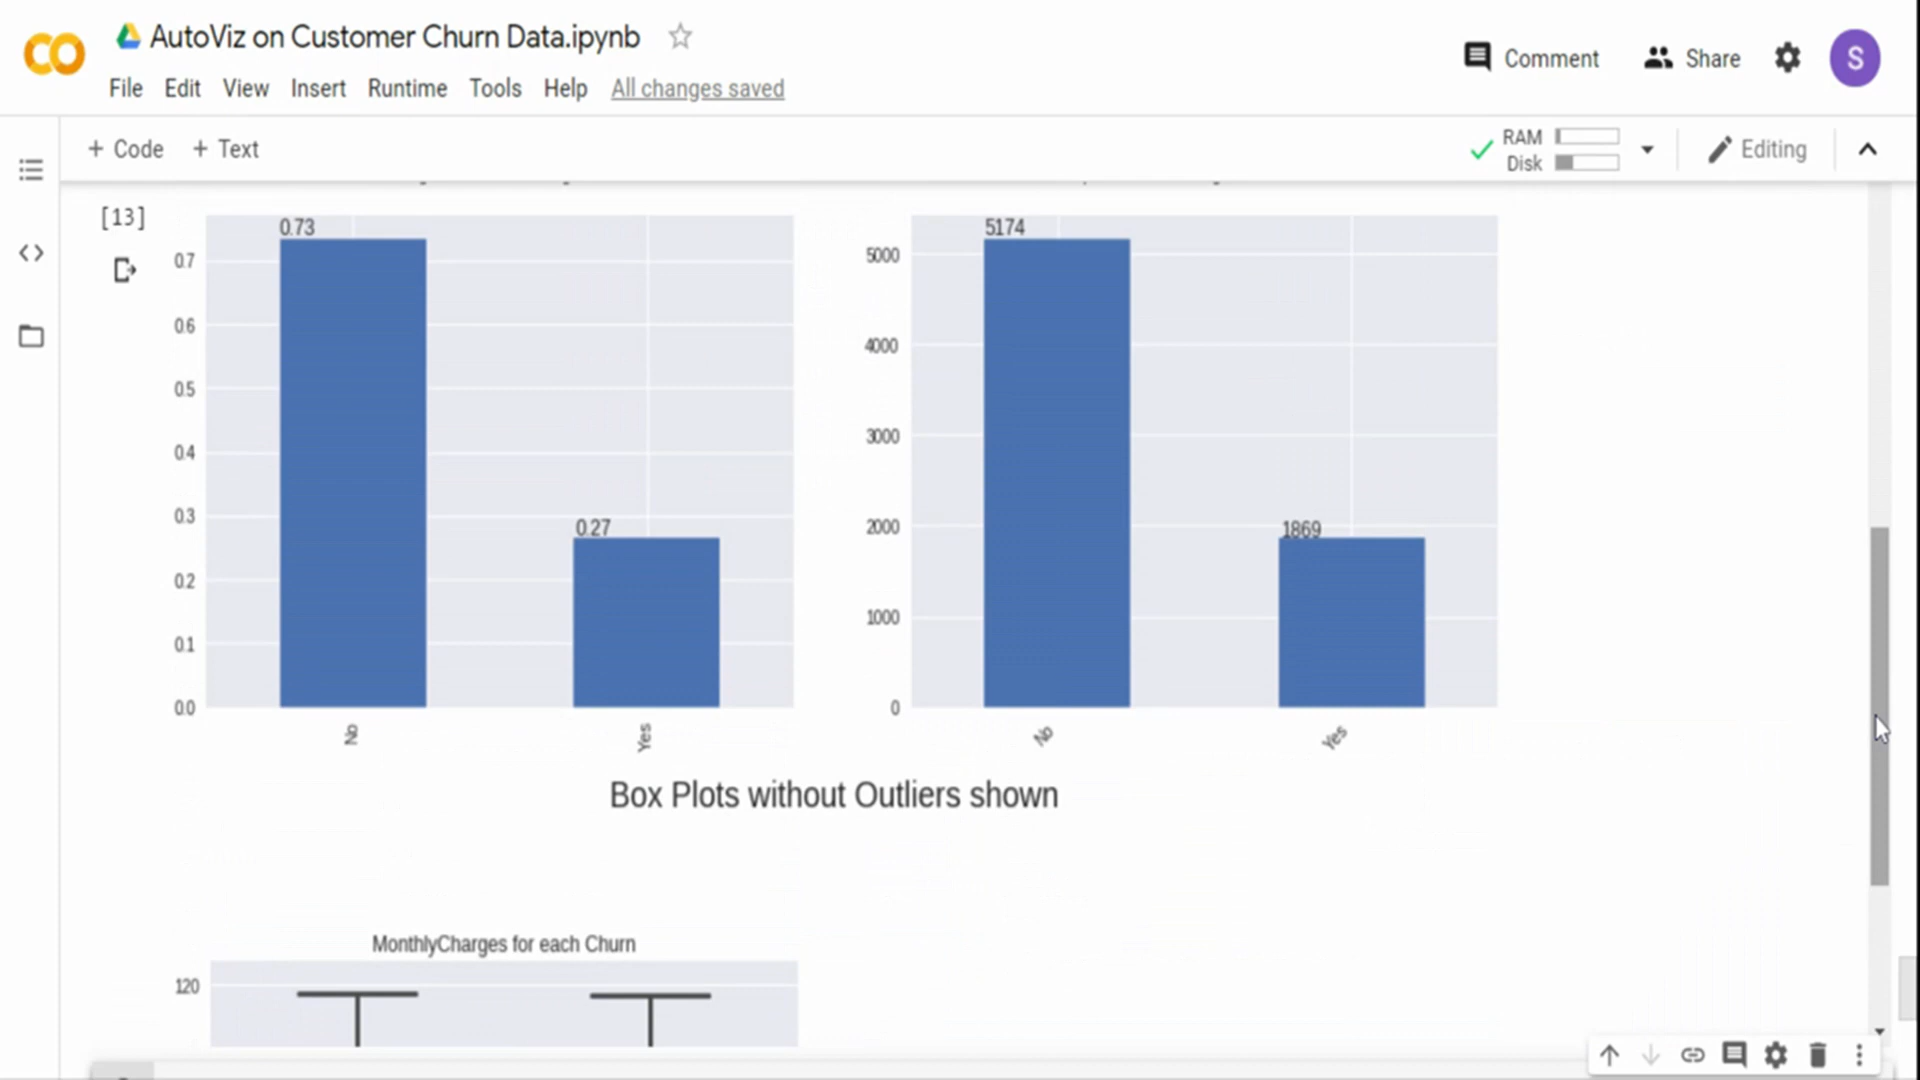 AutoViz on Customer Churn Data.ipynb
File Edit View Insert Runtime Tools Help All changes saved
Comment Share S
+ Code + Text
RAM
Disk
Editing
[13]
0.73
0.7
0.6
0.5
0.4
0.3
0.2
0.1
0.0
0.27
No Yes
5174
5000
4000
3000
2000
1000
0
1869
No Yes
Box Plots without Outliers shown
MonthlyCharges for each Churn
120